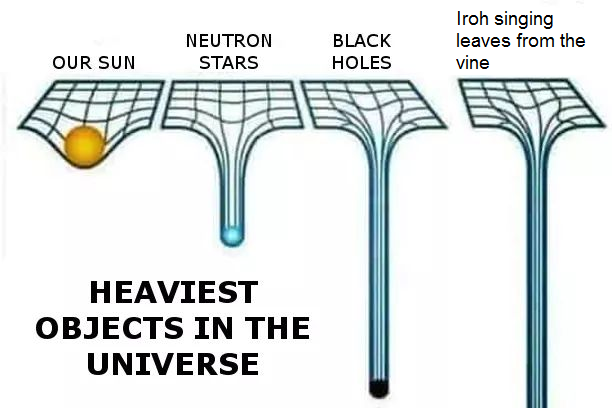 OUR SUN
NEUTRON
STARS
BLACK
HOLES
Iroh singing
leaves from the
vine
HEAVIEST
OBJECTS IN THE
UNIVERSE